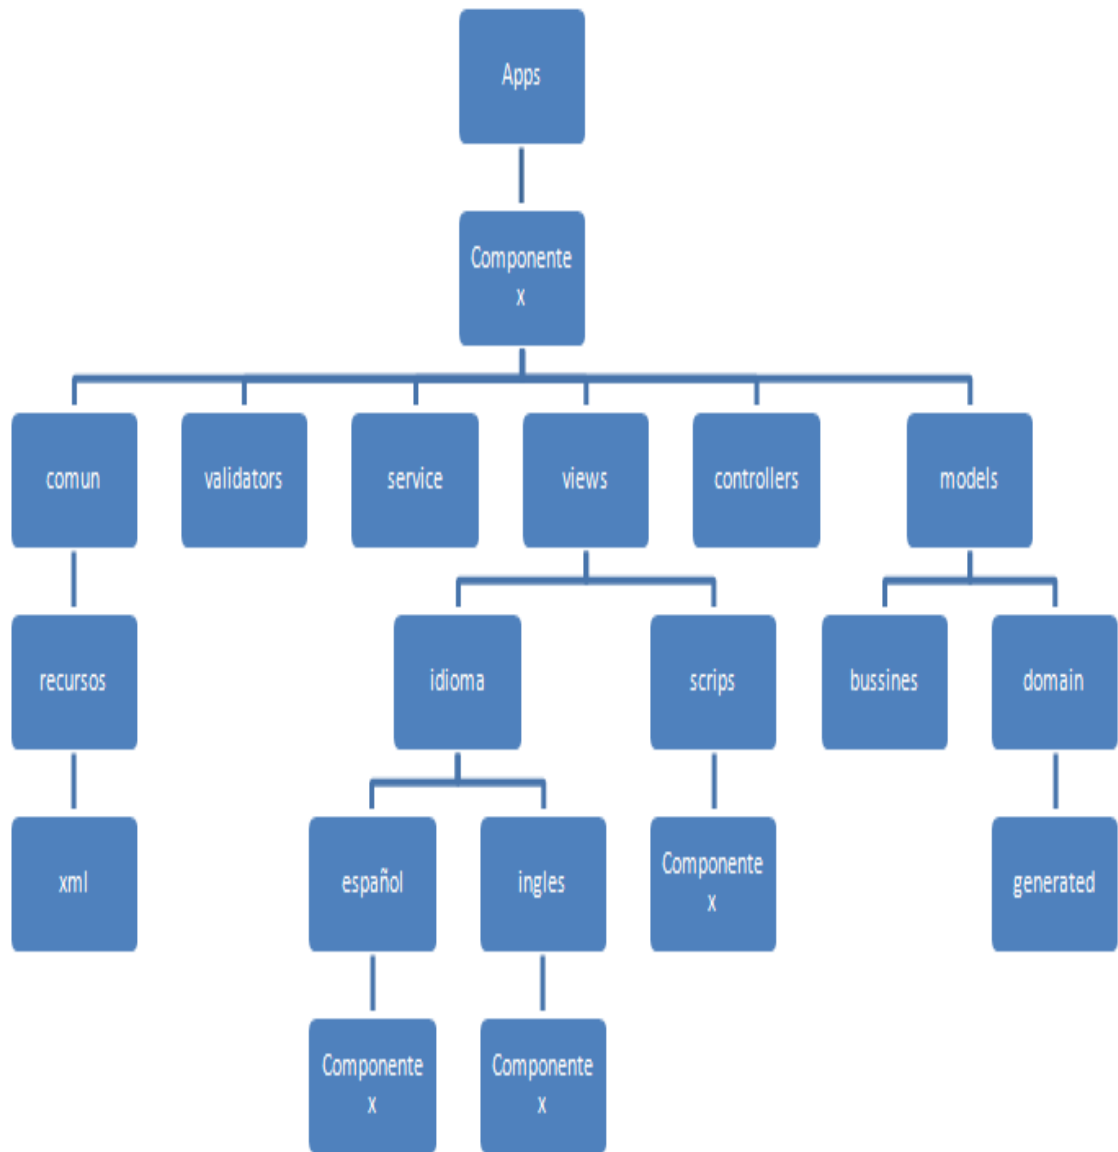 Apps
Componente
x
comun
validators
service
views
controllers
models
recursos
idioma
scrips
bussines
domain
xml
español
ingles
Componente
x
generated
Componente
x
Componente
x